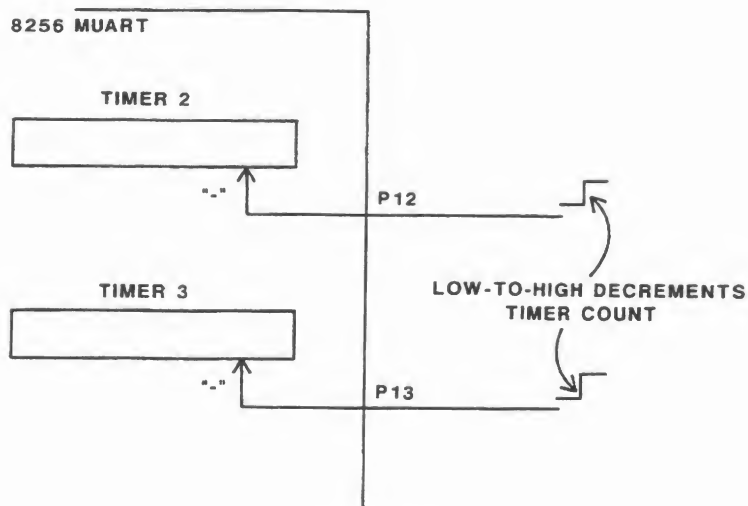 8256 MUART
TIMER 2
"-"
P12
TIMER 3
LOW-TO-HIGH DECREMENTS
TIMER COUNT
"-"
P13